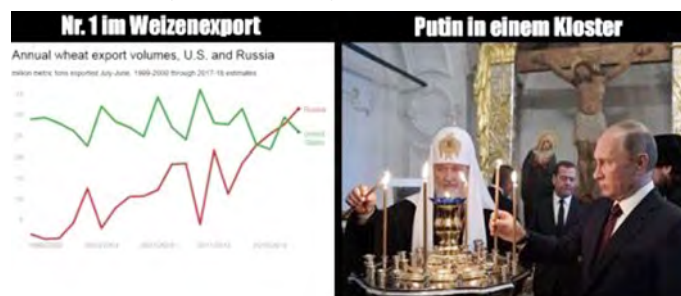 Nr. 1 im Weizenexport
Putin in einem Kloster
Annual wheat export volumes, U.S. and Russia
million metric tons exported July-June, 1999-2000 through 2017-18 estimates
Russia
United
States